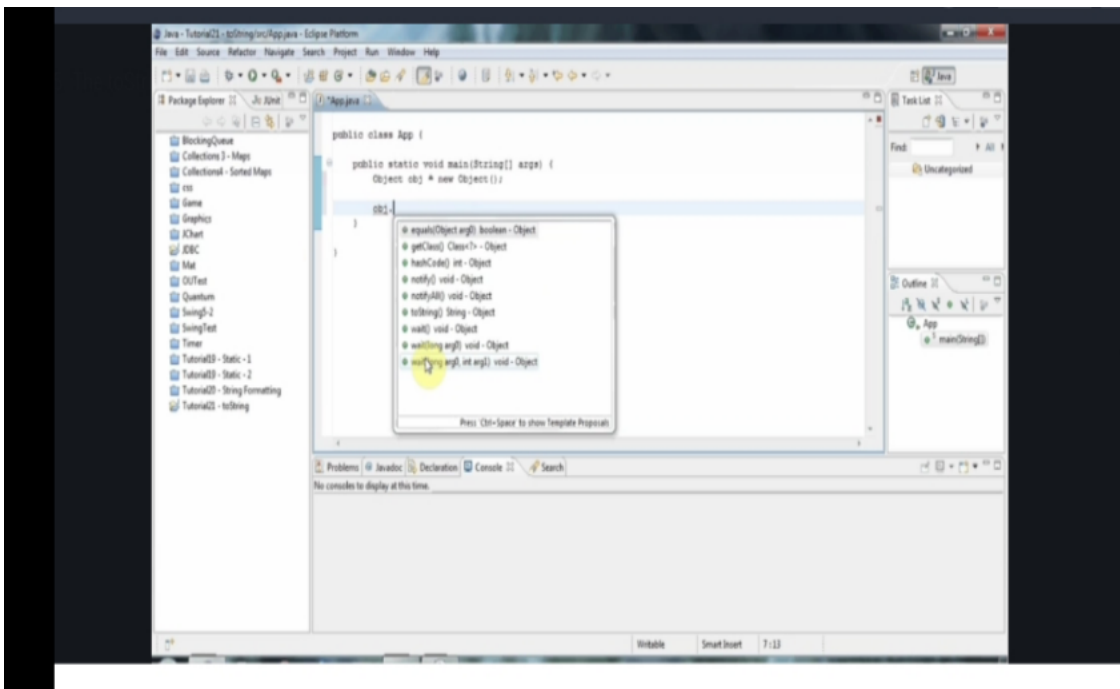 Java - Tutorial21 - toString/src/App.java - Eclipse Platform
File Edit Source Refactor Navigate Search Project Run Window Help
Java
Package Explorer
JUnit
BlockingQueue
Collections 3 - Maps
Collections4 - Sorted Maps
css
Game
Graphics
JChart
JDBC
Mat
OUTest
Quantum
Swing5-2
SwingTest
Timer
Tutorial19 - Static - 1
Tutorial19 - Static - 2
Tutorial20 - String Formatting
Tutorial21 - toString
*App.java
public class App {
public static void main(String[] args) {
Object obj = new Object();
obj.
}
}
equals(Object arg0) boolean - Object
getClass() Class<?> - Object
hashCode() int - Object
notify() void - Object
notifyAll() void - Object
toString() String - Object
wait() void - Object
wait(long arg0) void - Object
wait(long arg0, int arg1) void - Object
Press 'Ctrl+Space' to show Template Proposals
Task List
Find: All
Uncategorized
Outline
App
main(String[])
Problems Javadoc Declaration Console Search
No consoles to display at this time.
Writable Smart Insert 7:13